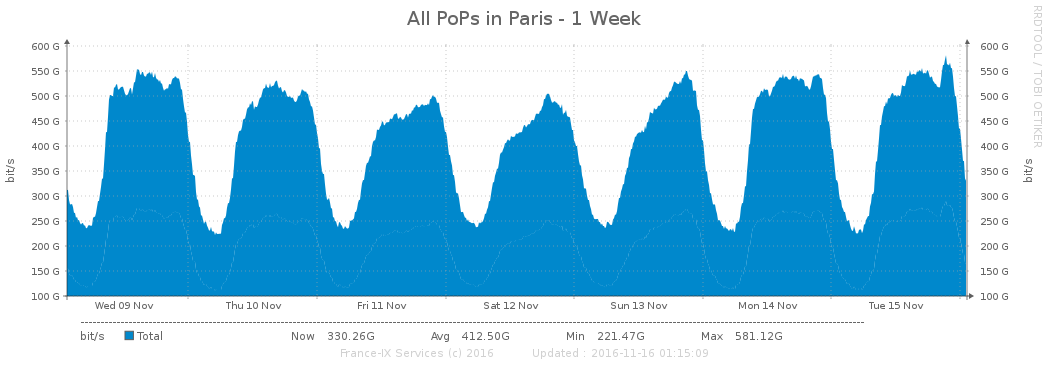 All PoPs in Paris - 1 Week
RRDTOOL / TOBI OETIKER
600 G 600 G
550 G 550 G
500 G 500 G
450 G 450 G
400 G 400 G
350 G 350 G
300 G 300 G
250 G 250 G
200 G 200 G
150 G 150 G
100 G 100 G
bit/s
bit/s
Wed 09 Nov Thu 10 Nov Fri 11 Nov Sat 12 Nov Sun 13 Nov Mon 14 Nov Tue 15 Nov
bit/s Total Now 330.26G Avg 412.50G Min 221.47G Max 581.12G
France-IX Services (c) 2016 Updated : 2016-11-16 01:15:09